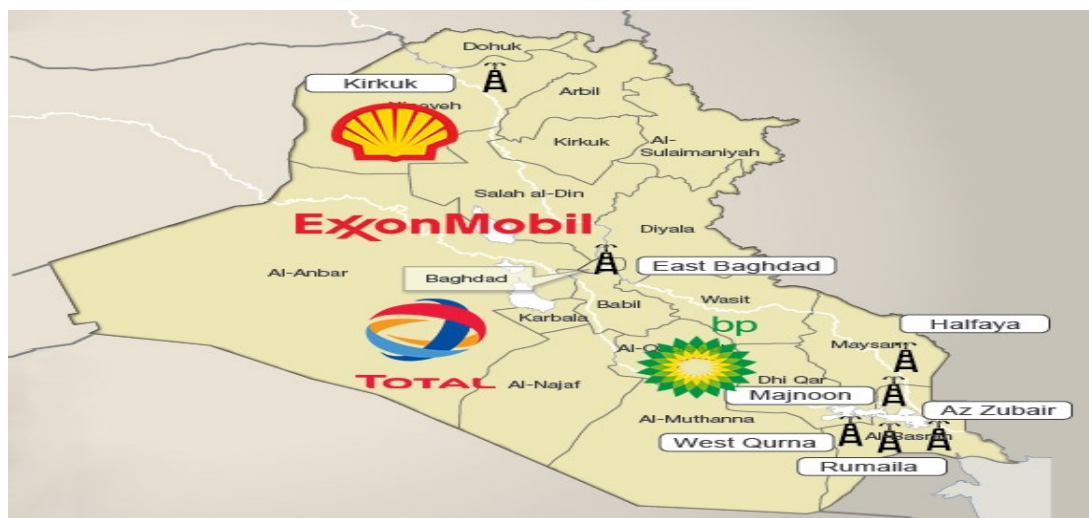 Dohuk
Kirkuk
Arbil
Kirkuk
Al-
Sulaimaniyah
Salah al-Din
ExxonMobil
Diyala
Al-Anbar
East Baghdad
Baghdad
Wasit
Babil
Karbala
bp
Halfaya
Maysan
TOTAL
Al-Najaf
Dhi Qar
Majnoon
Az Zubair
Al-Muthanna
West Qurna
Al-Basrah
Rumaila